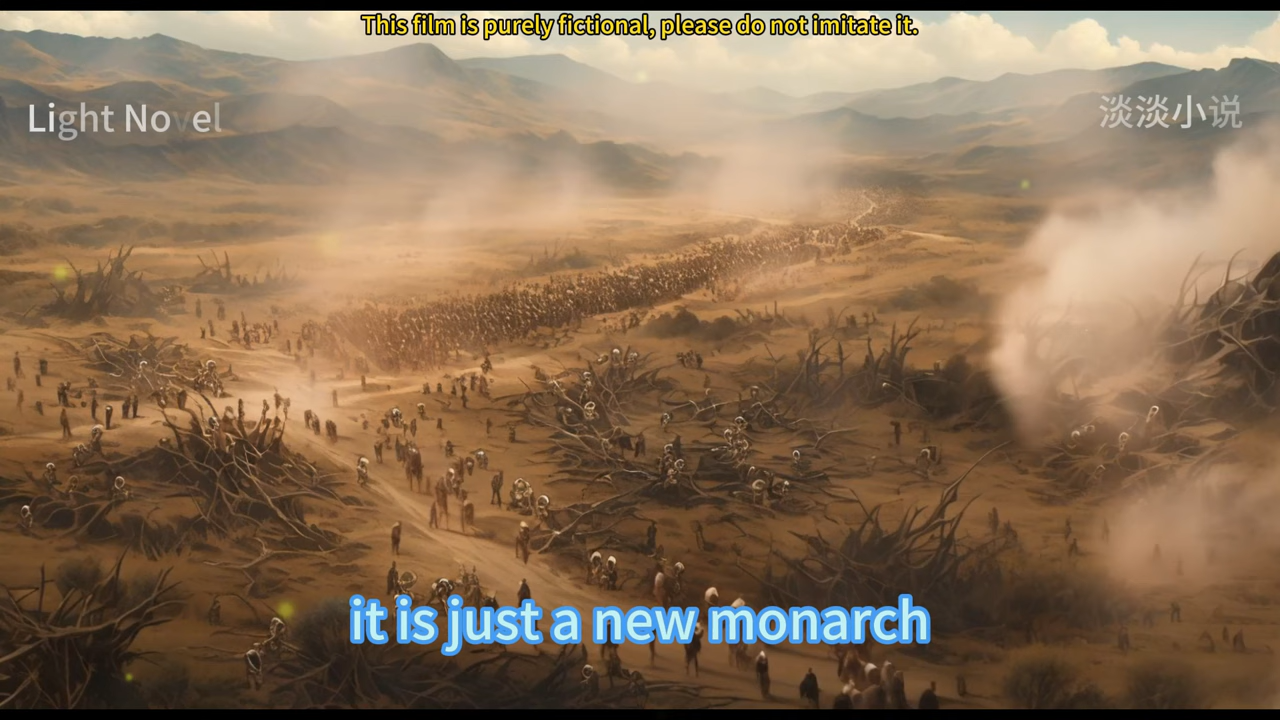 This film is purely fictional, please do not imitate it.
Light Novel
淡淡小说
it is just a new monarch